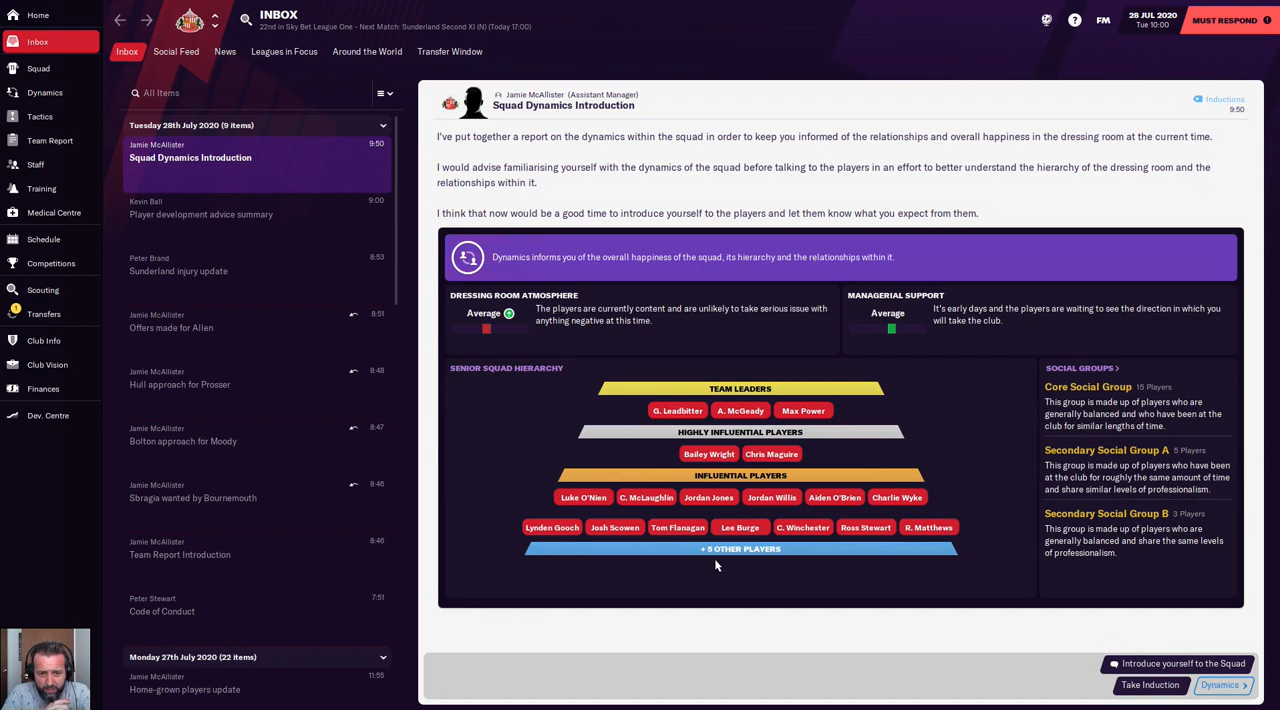 Home
Inbox
Squad
Dynamics
Tactics
Team Report
Staff
Training
Medical Centre
Schedule
Competitions
Scouting
1
Transfers
Club Info
Club Vision
Finances
Dev. Centre
INBOX
22nd in Sky Bet League One - Next Match: Sunderland Second XI (N) (Today 17:00)
?
FM
28 JUL 2020
Tue 10:00
MUST RESPOND
Inbox Social Feed News Leagues in Focus Around the World Transfer Window
All Items
Tuesday 28th July 2020 (9 items)
Jamie McAllister 9:50
Squad Dynamics Introduction
Kevin Ball 9:00
Player development advice summary
Peter Brand 8:53
Sunderland injury update
Jamie McAllister 8:51
Offers made for Allen
Jamie McAllister 8:48
Hull approach for Prosser
Jamie McAllister 8:47
Bolton approach for Moody
Jamie McAllister 8:46
Sbragia wanted by Bournemouth
Jamie McAllister 8:46
Team Report Introduction
Peter Stewart 7:51
Code of Conduct
Monday 27th July 2020 (22 items)
Jamie McAllister 11:55
Home-grown players update
Jamie McAllister (Assistant Manager)
Squad Dynamics Introduction
Inductions
9:50
I've put together a report on the dynamics within the squad in order to keep you informed of the relationships and overall happiness in the dressing room at the current time.
I would advise familiarising yourself with the dynamics of the squad before talking to the players in an effort to better understand the hierarchy of the dressing room and the
relationships within it.
I think that now would be a good time to introduce yourself to the players and let them know what you expect from them.
Dynamics informs you of the overall happiness of the squad, its hierarchy and the relationships within it.
DRESSING ROOM ATMOSPHERE
Average
The players are currently content and are unlikely to take serious issue with
anything negative at this time.
MANAGERIAL SUPPORT
Average
It's early days and the players are waiting to see the direction in which you
will take the club.
SENIOR SQUAD HIERARCHY
TEAM LEADERS
G. Leadbitter A. McGeady Max Power
HIGHLY INFLUENTIAL PLAYERS
Bailey Wright Chris Maguire
INFLUENTIAL PLAYERS
Luke O'Nien C. McLaughlin Jordan Jones Jordan Willis Aiden O'Brien Charlie Wyke
Lynden Gooch Josh Scowen Tom Flanagan Lee Burge C. Winchester Ross Stewart R. Matthews
+ 5 OTHER PLAYERS
SOCIAL GROUPS >
Core Social Group 15 Players
This group is made up of players who are
generally balanced and who have been at the
club for similar lengths of time.
Secondary Social Group A 5 Players
This group is made up of players who have been
at the club for roughly the same amount of time
and share similar levels of professionalism.
Secondary Social Group B 3 Players
This group is made up of players who are
generally balanced and share the same levels
of professionalism.
Introduce yourself to the Squad
Take Induction
Dynamics >